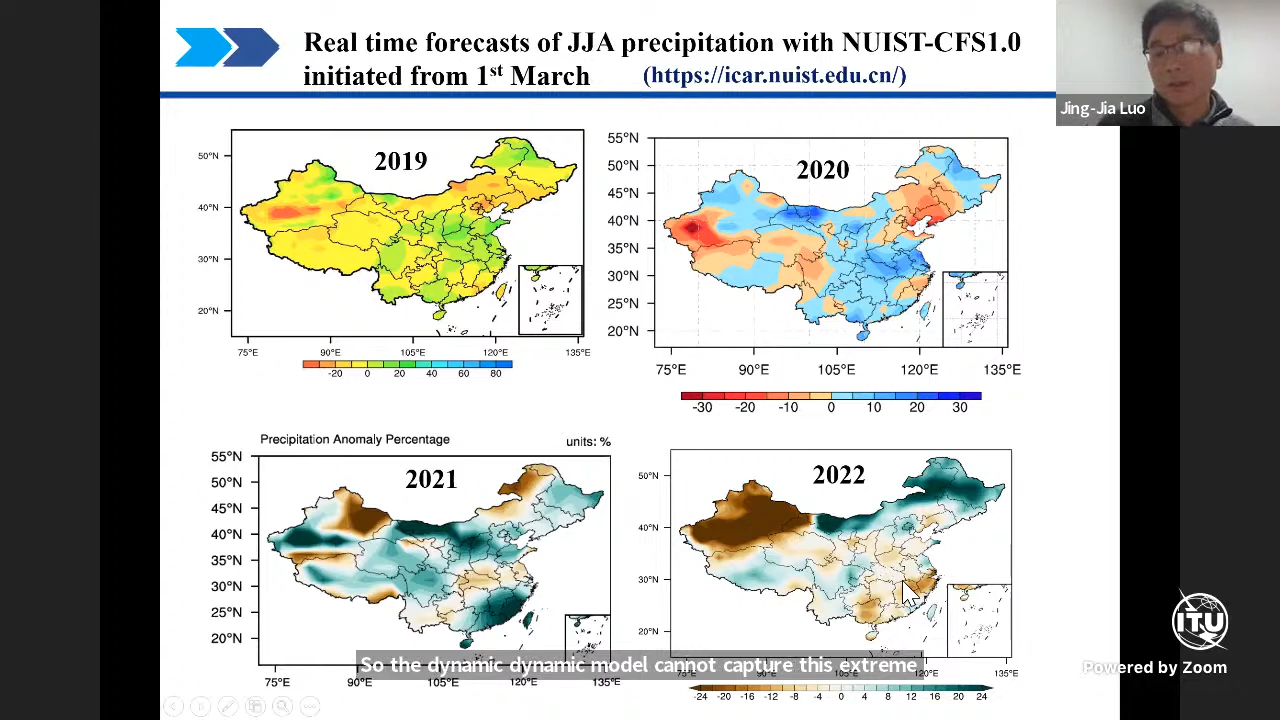 Real time forecasts of JJA precipitation with NUIST-CFS1.0
initiated from 1st March (https://icar.nuist.edu.cn/)
Jing-Jia Luo
2019
50°N
40°N
30°N
20°N
75°E 90°E 105°E 120°E 135°E
-20 0 20 40 60 80
2020
55°N
50°N
45°N
40°N
35°N
30°N
25°N
20°N
75°E 90°E 105°E 120°E 135°E
-30 -20 -10 0 10 20 30
Precipitation Anomaly Percentage units: %
2021
55°N
50°N
45°N
40°N
35°N
30°N
25°N
20°N
75°E 90°E 105°E 120°E 135°E
2022
50°N
40°N
30°N
20°N
75°E 90°E 105°E 120°E 135°E
-24 -20 -16 -12 -8 -4 0 4 8 12 16 20 24
So the dynamic dynamic model cannot capture this extreme
ITU
Powered by Zoom